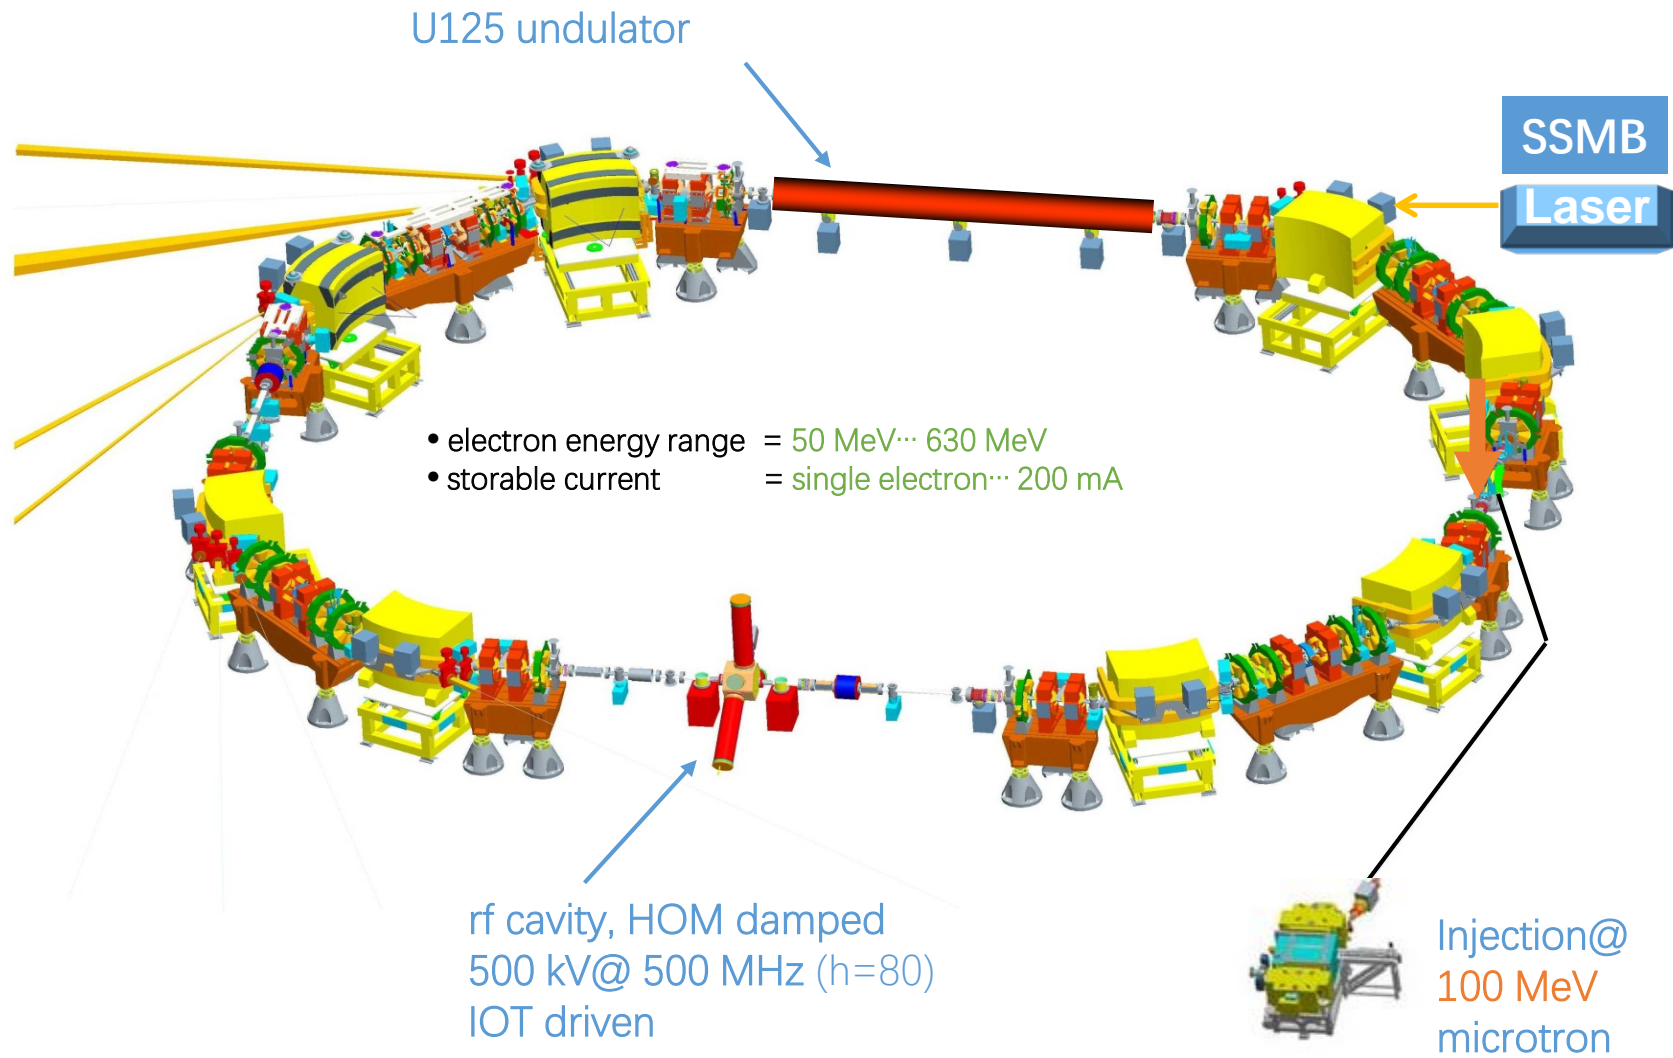 U125 undulator
SSMB
Laser
• electron energy range = 50 MeV··· 630 MeV
• storable current = single electron··· 200 mA
rf cavity, HOM damped
500 kV@ 500 MHz (h=80)
IOT driven
Injection@
100 MeV
microtron